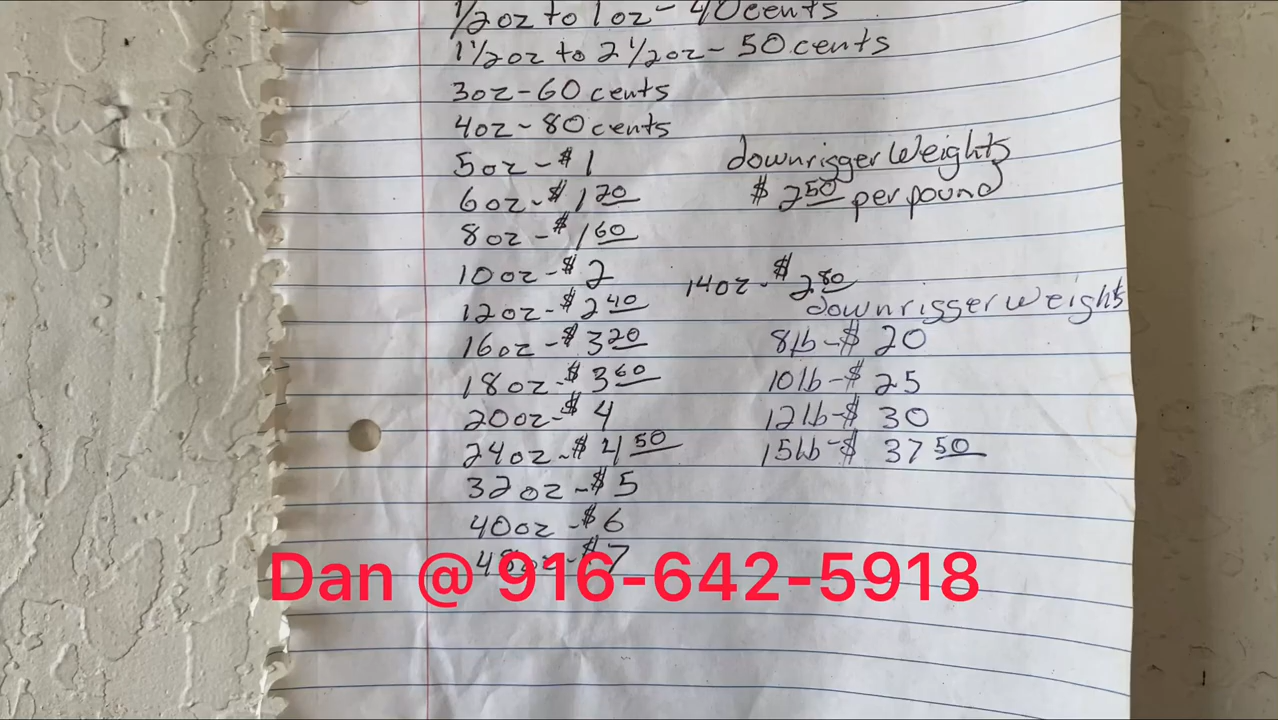 1/2oz to 1oz - 40cents
1 1/2oz to 2 1/2oz - 50 cents
3oz - 60 cents
4oz - 80 cents
5oz - $1
6oz - $1 20
8oz - $1 60
10oz - $2
12oz - $2 40
16oz - $3 20
18oz - $3 60
20oz - $4
24oz - $4 50
32oz - $5
40oz - $6
48oz - $7
downrigger Weights
$ 2 50 per pound
14oz - $2 80
downrigger weights
8lb - $ 20
10lb - $ 25
12lb - $ 30
15lb - $ 37 50
Dan @ 916-642-5918